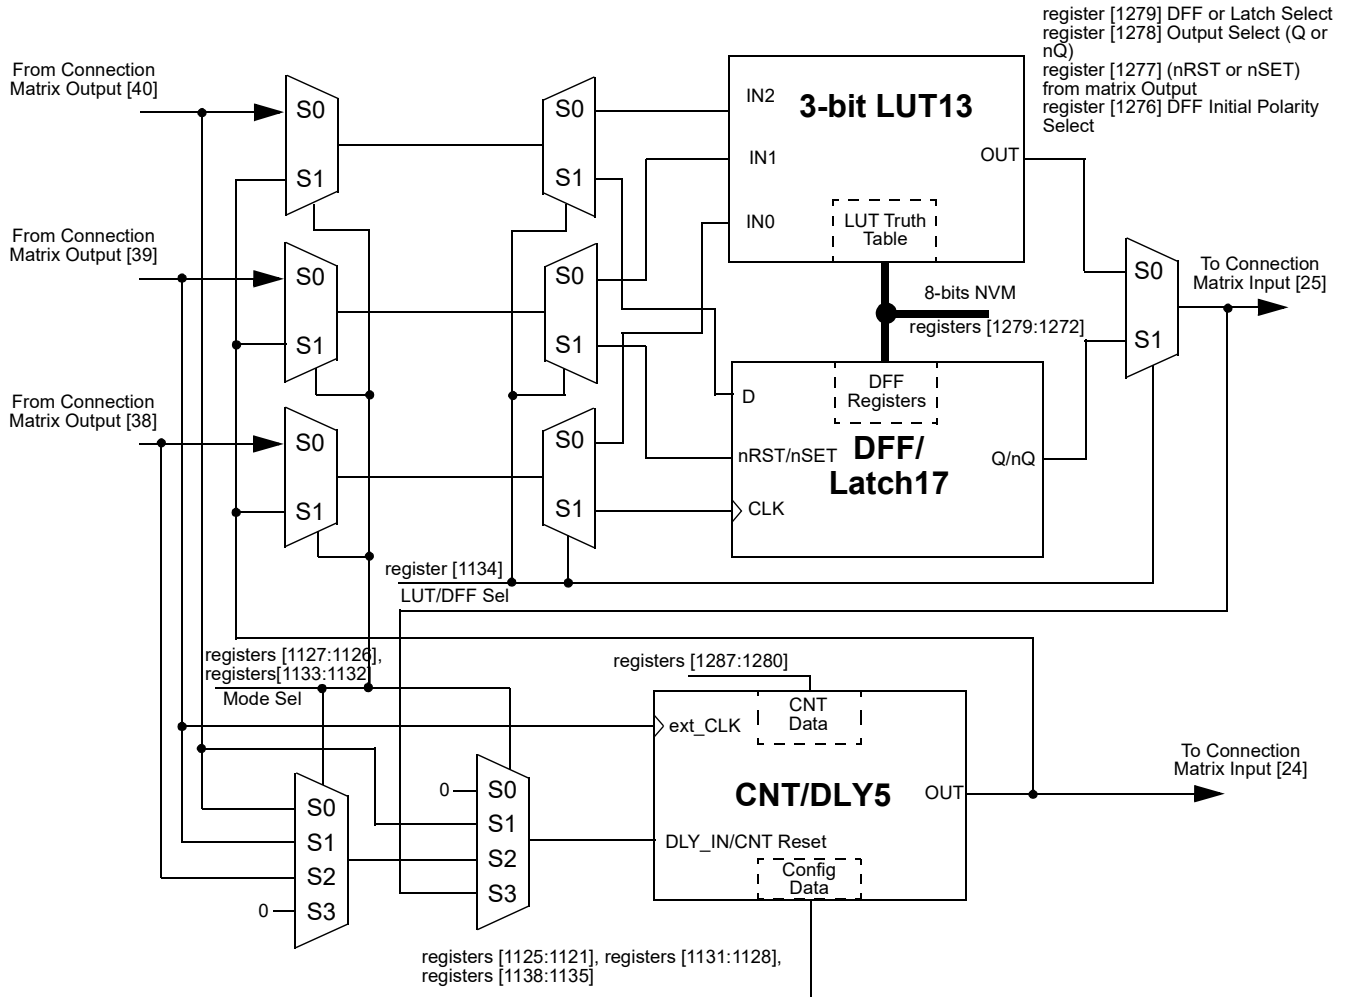 register [1279] DFF or Latch Select
register [1278] Output Select (Q or
nQ)
register [1277] (nRST or nSET)
from matrix Output
register [1276] DFF Initial Polarity
Select
From Connection
Matrix Output [40]
S0
S1
S0
S1
IN2
3-bit LUT13
IN1
OUT
IN0
LUT Truth
Table
From Connection
Matrix Output [39]
S0
S1
S0
S1
8-bits NVM
registers [1279:1272]
S0
S1
To Connection
Matrix Input [25]
From Connection
Matrix Output [38]
S0
S1
S0
S1
DFF
Registers
D
nRST/nSET
DFF/
Latch17
Q/nQ
CLK
register [1134]
LUT/DFF Sel
registers [1127:1126],
registers[1133:1132]
Mode Sel
registers [1287:1280]
CNT
Data
ext_CLK
CNT/DLY5
OUT
To Connection
Matrix Input [24]
DLY_IN/CNT Reset
Config
Data
S0
S1
S2
0
S3
0
S0
S1
S2
S3
registers [1125:1121], registers [1131:1128],
registers [1138:1135]